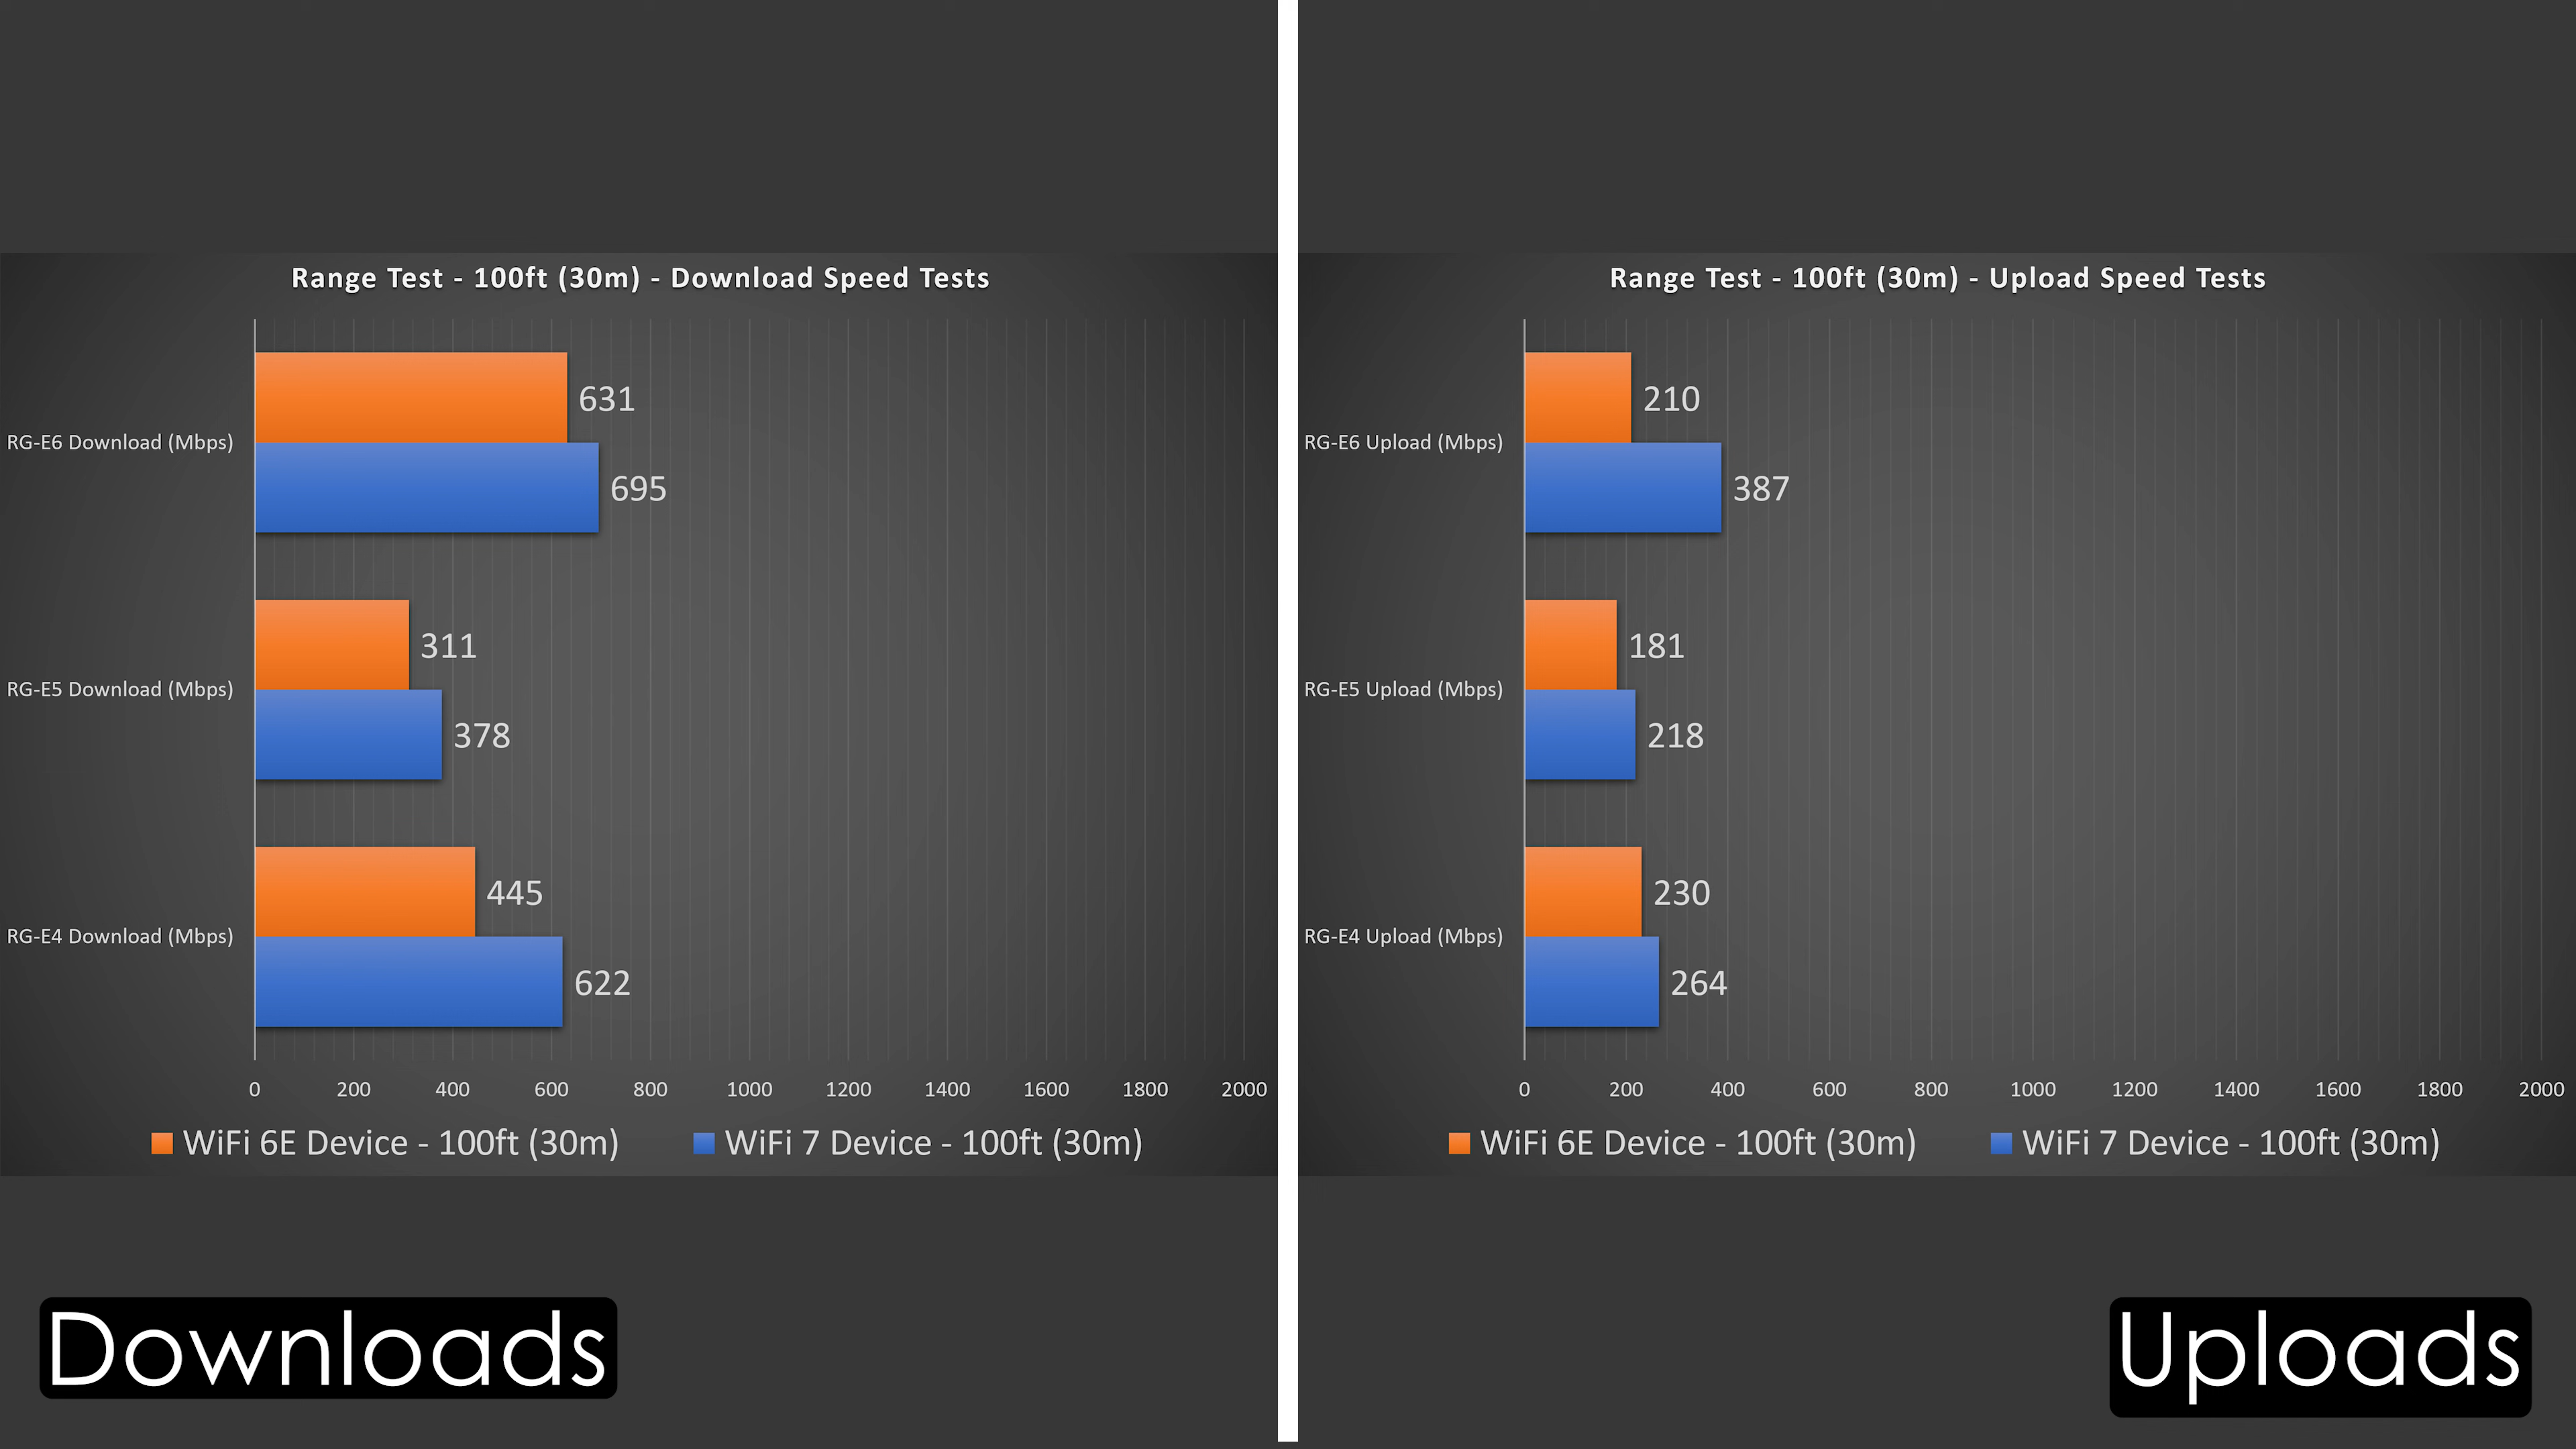 Range Test - 100ft (30m) - Download Speed Tests
RG-E6 Download (Mbps)
631
695
RG-E5 Download (Mbps)
311
378
RG-E4 Download (Mbps)
445
622
0 200 400 600 800 1000 1200 1400 1600 1800 2000
WiFi 6E Device - 100ft (30m) WiFi 7 Device - 100ft (30m)
Downloads
Range Test - 100ft (30m) - Upload Speed Tests
RG-E6 Upload (Mbps)
210
387
RG-E5 Upload (Mbps)
181
218
RG-E4 Upload (Mbps)
230
264
0 200 400 600 800 1000 1200 1400 1600 1800 2000
WiFi 6E Device - 100ft (30m) WiFi 7 Device - 100ft (30m)
Uploads